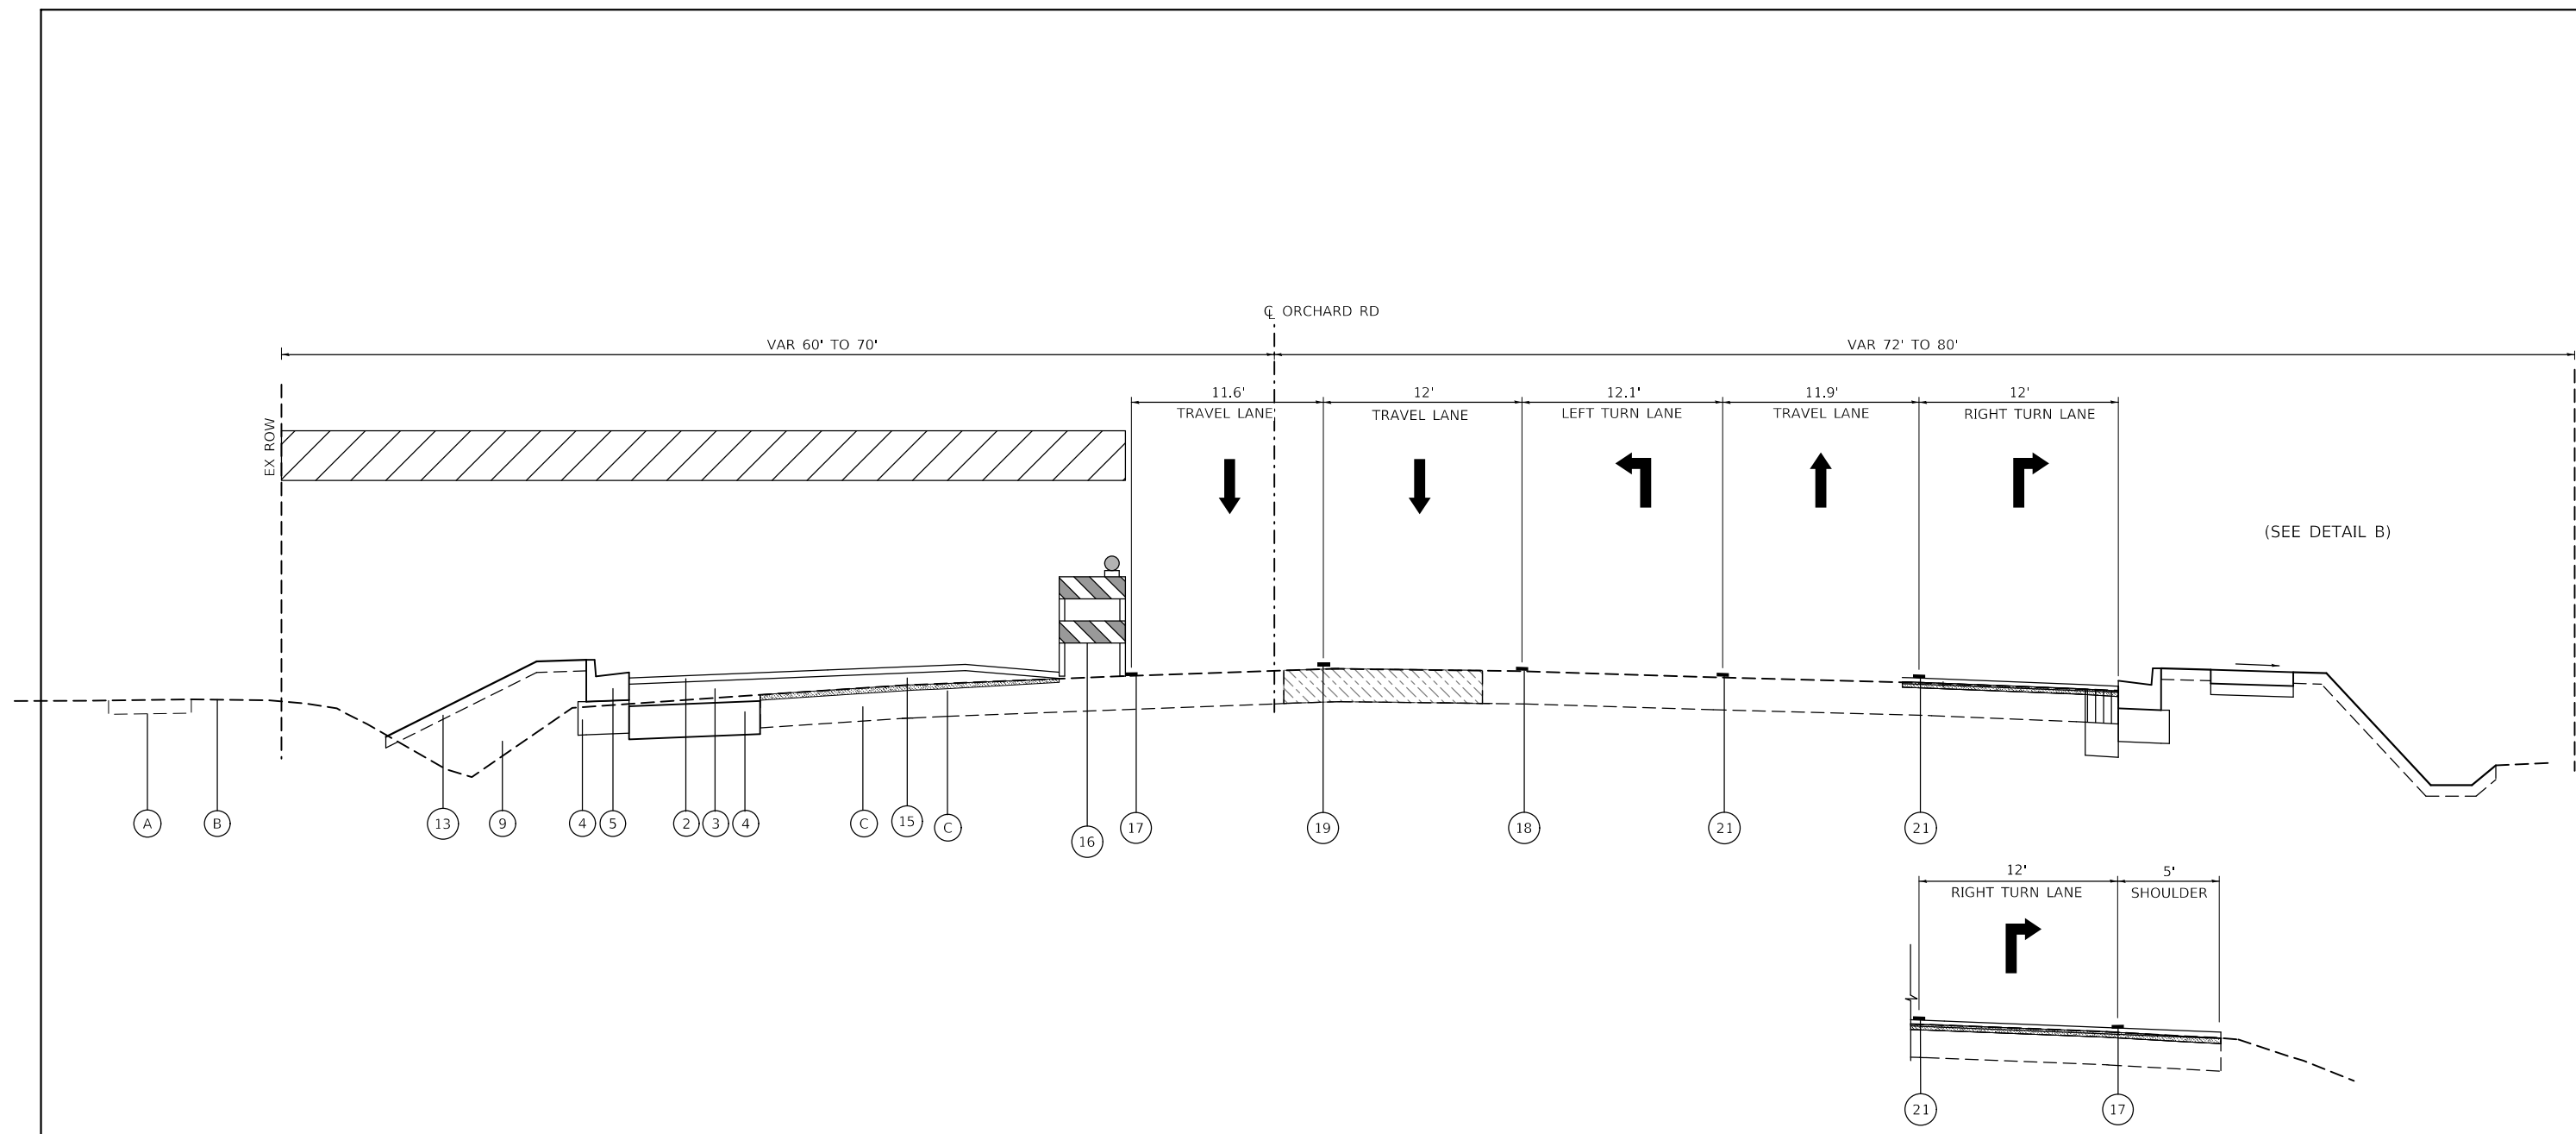 ℄ ORCHARD RD
VAR 60' TO 70'
VAR 72' TO 80'
EX ROW
11.6'
TRAVEL LANE
12'
TRAVEL LANE
12.1'
LEFT TURN LANE
11.9'
TRAVEL LANE
12'
RIGHT TURN LANE
(SEE DETAIL B)
A
B
13
9
4
5
2
3
4
C
15
C
16
17
19
18
21
21
12'
RIGHT TURN LANE
5'
SHOULDER
21
17